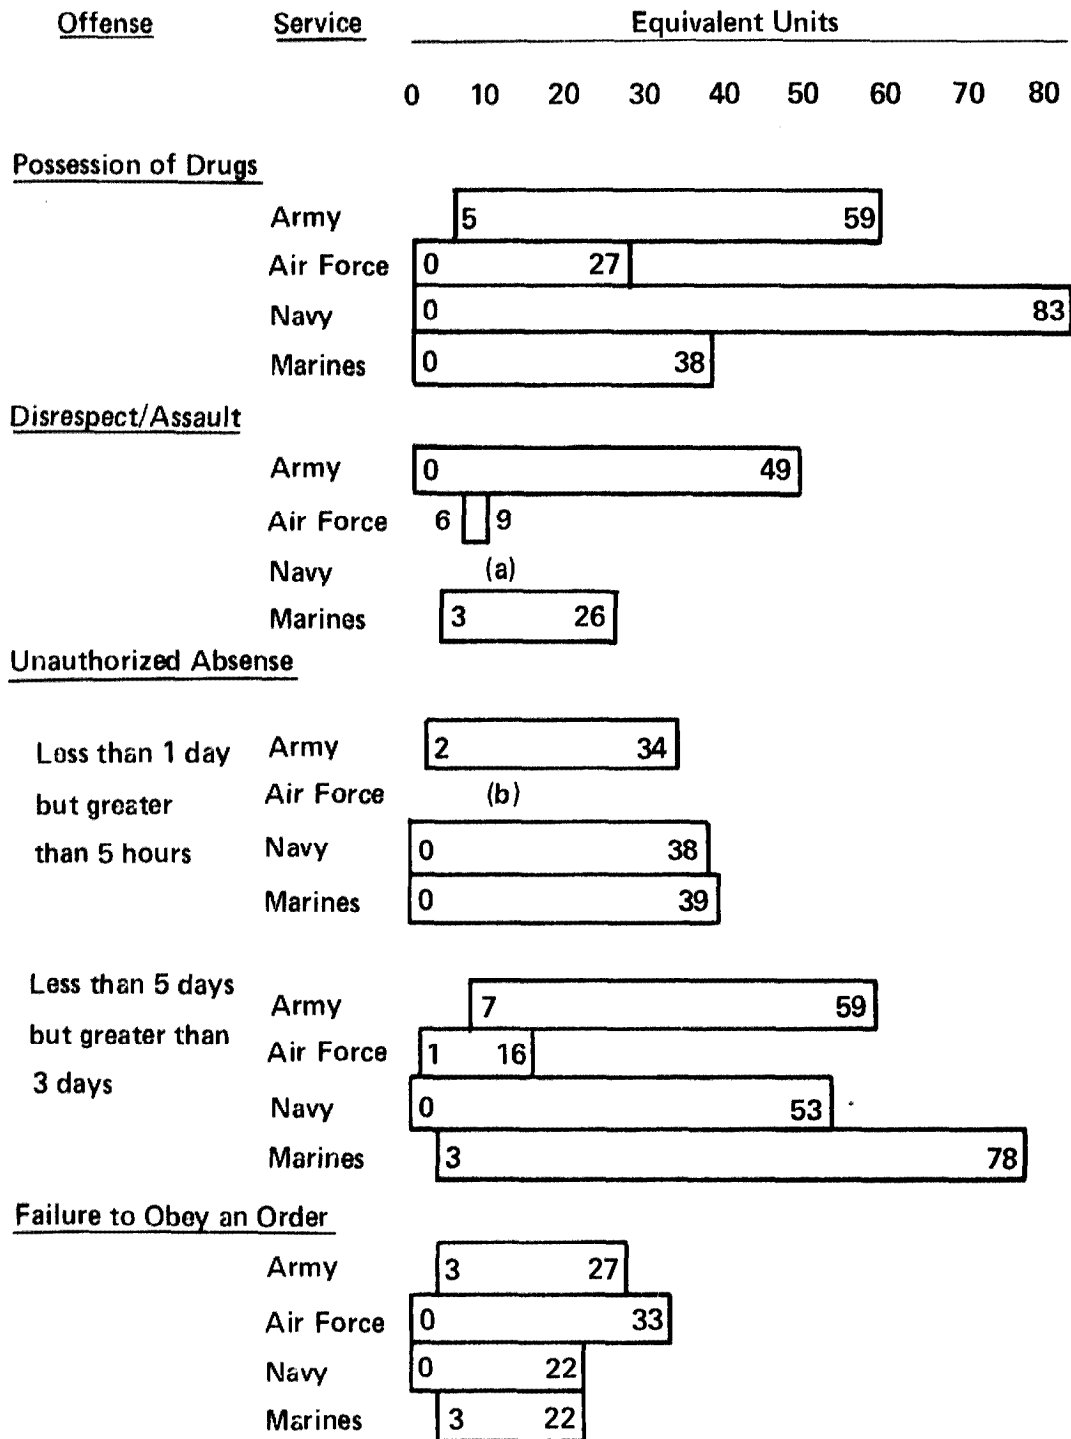 Offense Service Equivalent Units
0 10 20 30 40 50 60 70 80
Possession of Drugs
Army 5 59
Air Force 0 27
Navy 0 83
Marines 0 38
Disrespect/Assault
Army 0 49
Air Force 6 9
Navy (a)
Marines 3 26
Unauthorized Absense
Less than 1 day Army 2 34
but greater Air Force (b)
than 5 hours Navy 0 38
Marines 0 39
Less than 5 days Army 7 59
but greater than Air Force 1 16
3 days Navy 0 53
Marines 3 78
Failure to Obey an Order
Army 3 27
Air Force 0 33
Navy 0 22
Marines 3 22